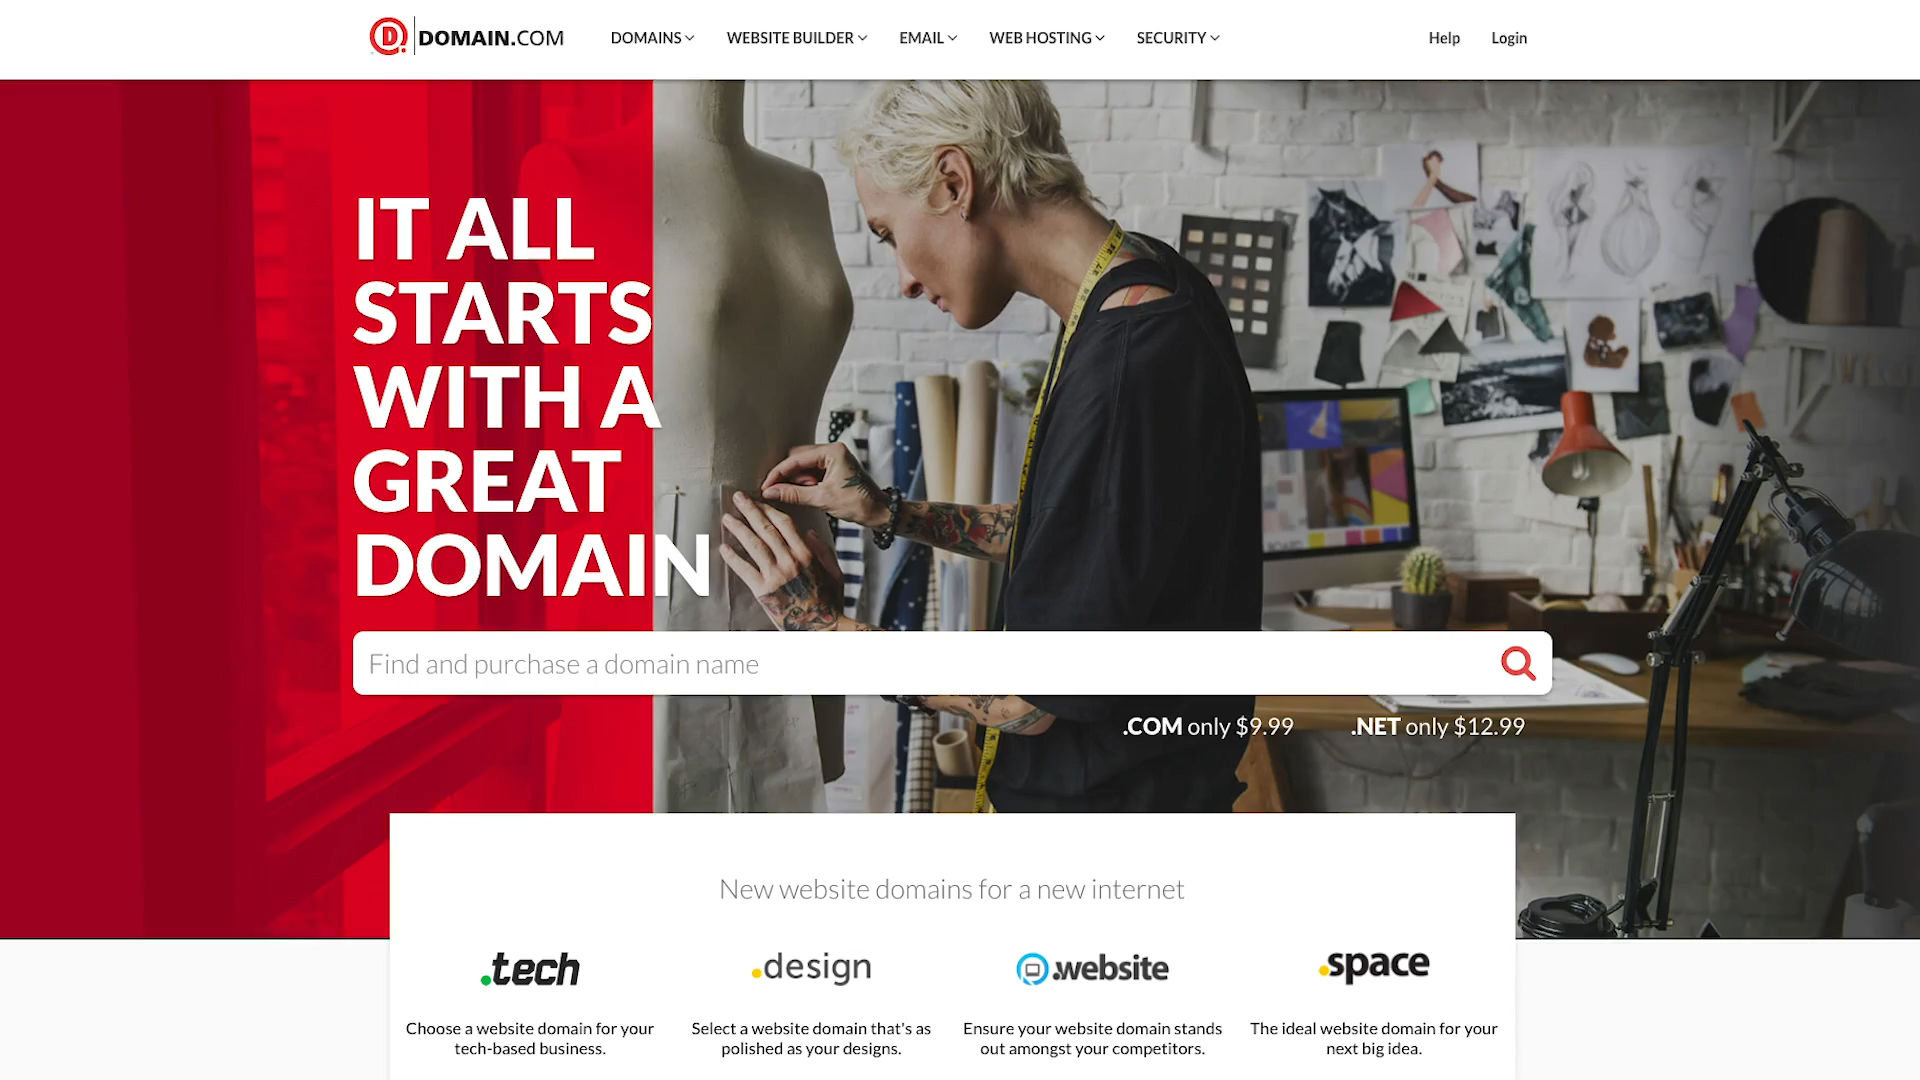 DOMAIN.COM
DOMAINS
WEBSITE BUILDER
EMAIL
WEB HOSTING
SECURITY
Help
Login
IT ALL
STARTS
WITH A
GREAT
DOMAIN
Find and purchase a domain name
.COM only $9.99
.NET only $12.99
New website domains for a new internet
.tech
Choose a website domain for your
tech-based business.
.design
Select a website domain that's as
polished as your designs.
.website
Ensure your website domain stands
out amongst your competitors.
.space
The ideal website domain for your
next big idea.